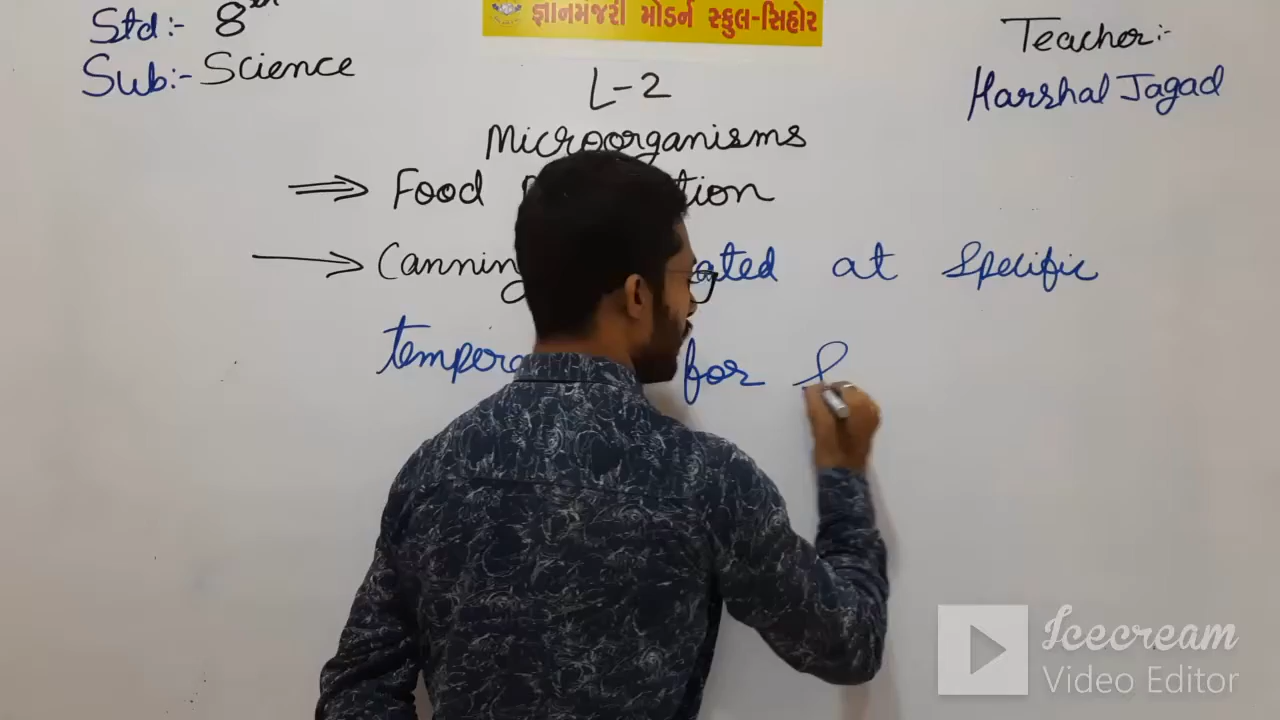 Std:- 8th
Sub:- Science
જ્ઞાનમંજરી મોડર્ન સ્કુલ-સિહોર
Teacher:-
Harshal Jagad
L-2
Microorganisms
⇒ Food
→ Canning at specific
for
Icecream
Video Editor